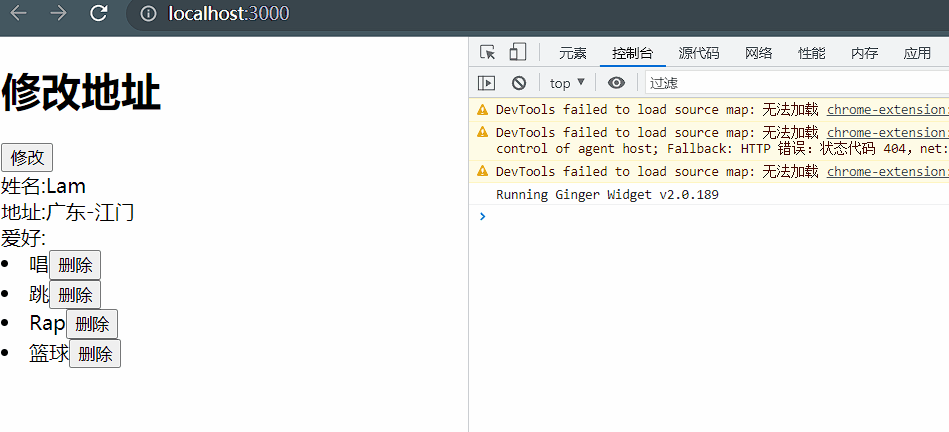 localhost:3000
修改地址
修改
姓名:Lam
地址:广东-江门
爱好:
唱删除
跳删除
Rap删除
篮球删除
元素 控制台 源代码 网络 性能 内存 应用
top 过滤
DevTools failed to load source map: 无法加载 chrome-extension:
DevTools failed to load source map: 无法加载 chrome-extension:
control of agent host; Fallback: HTTP 错误: 状态代码 404, net:
DevTools failed to load source map: 无法加载 chrome-extension:
Running Ginger Widget v2.0.189